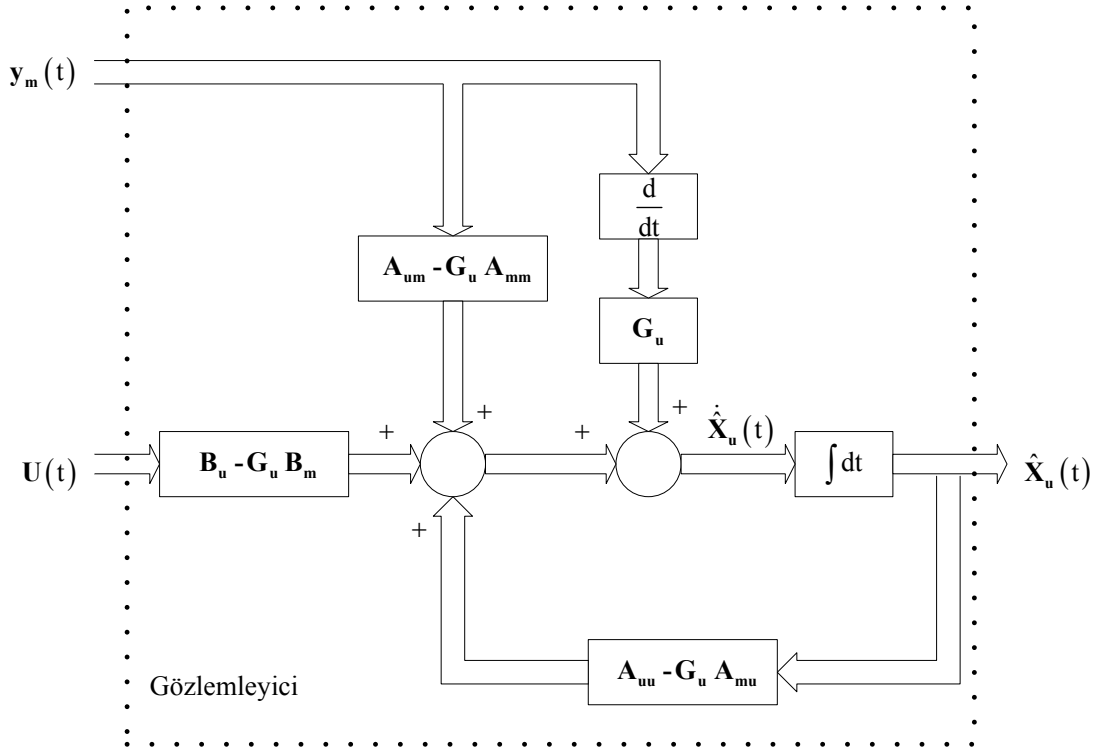 y_m(t)
d
dt
A_um - G_u A_mm
G_u
+
+
+
+
Ẋ̂_u(t)
U(t)
B_u - G_u B_m
∫dt
X̂_u(t)
+
A_uu - G_u A_mu
Gözlemleyici